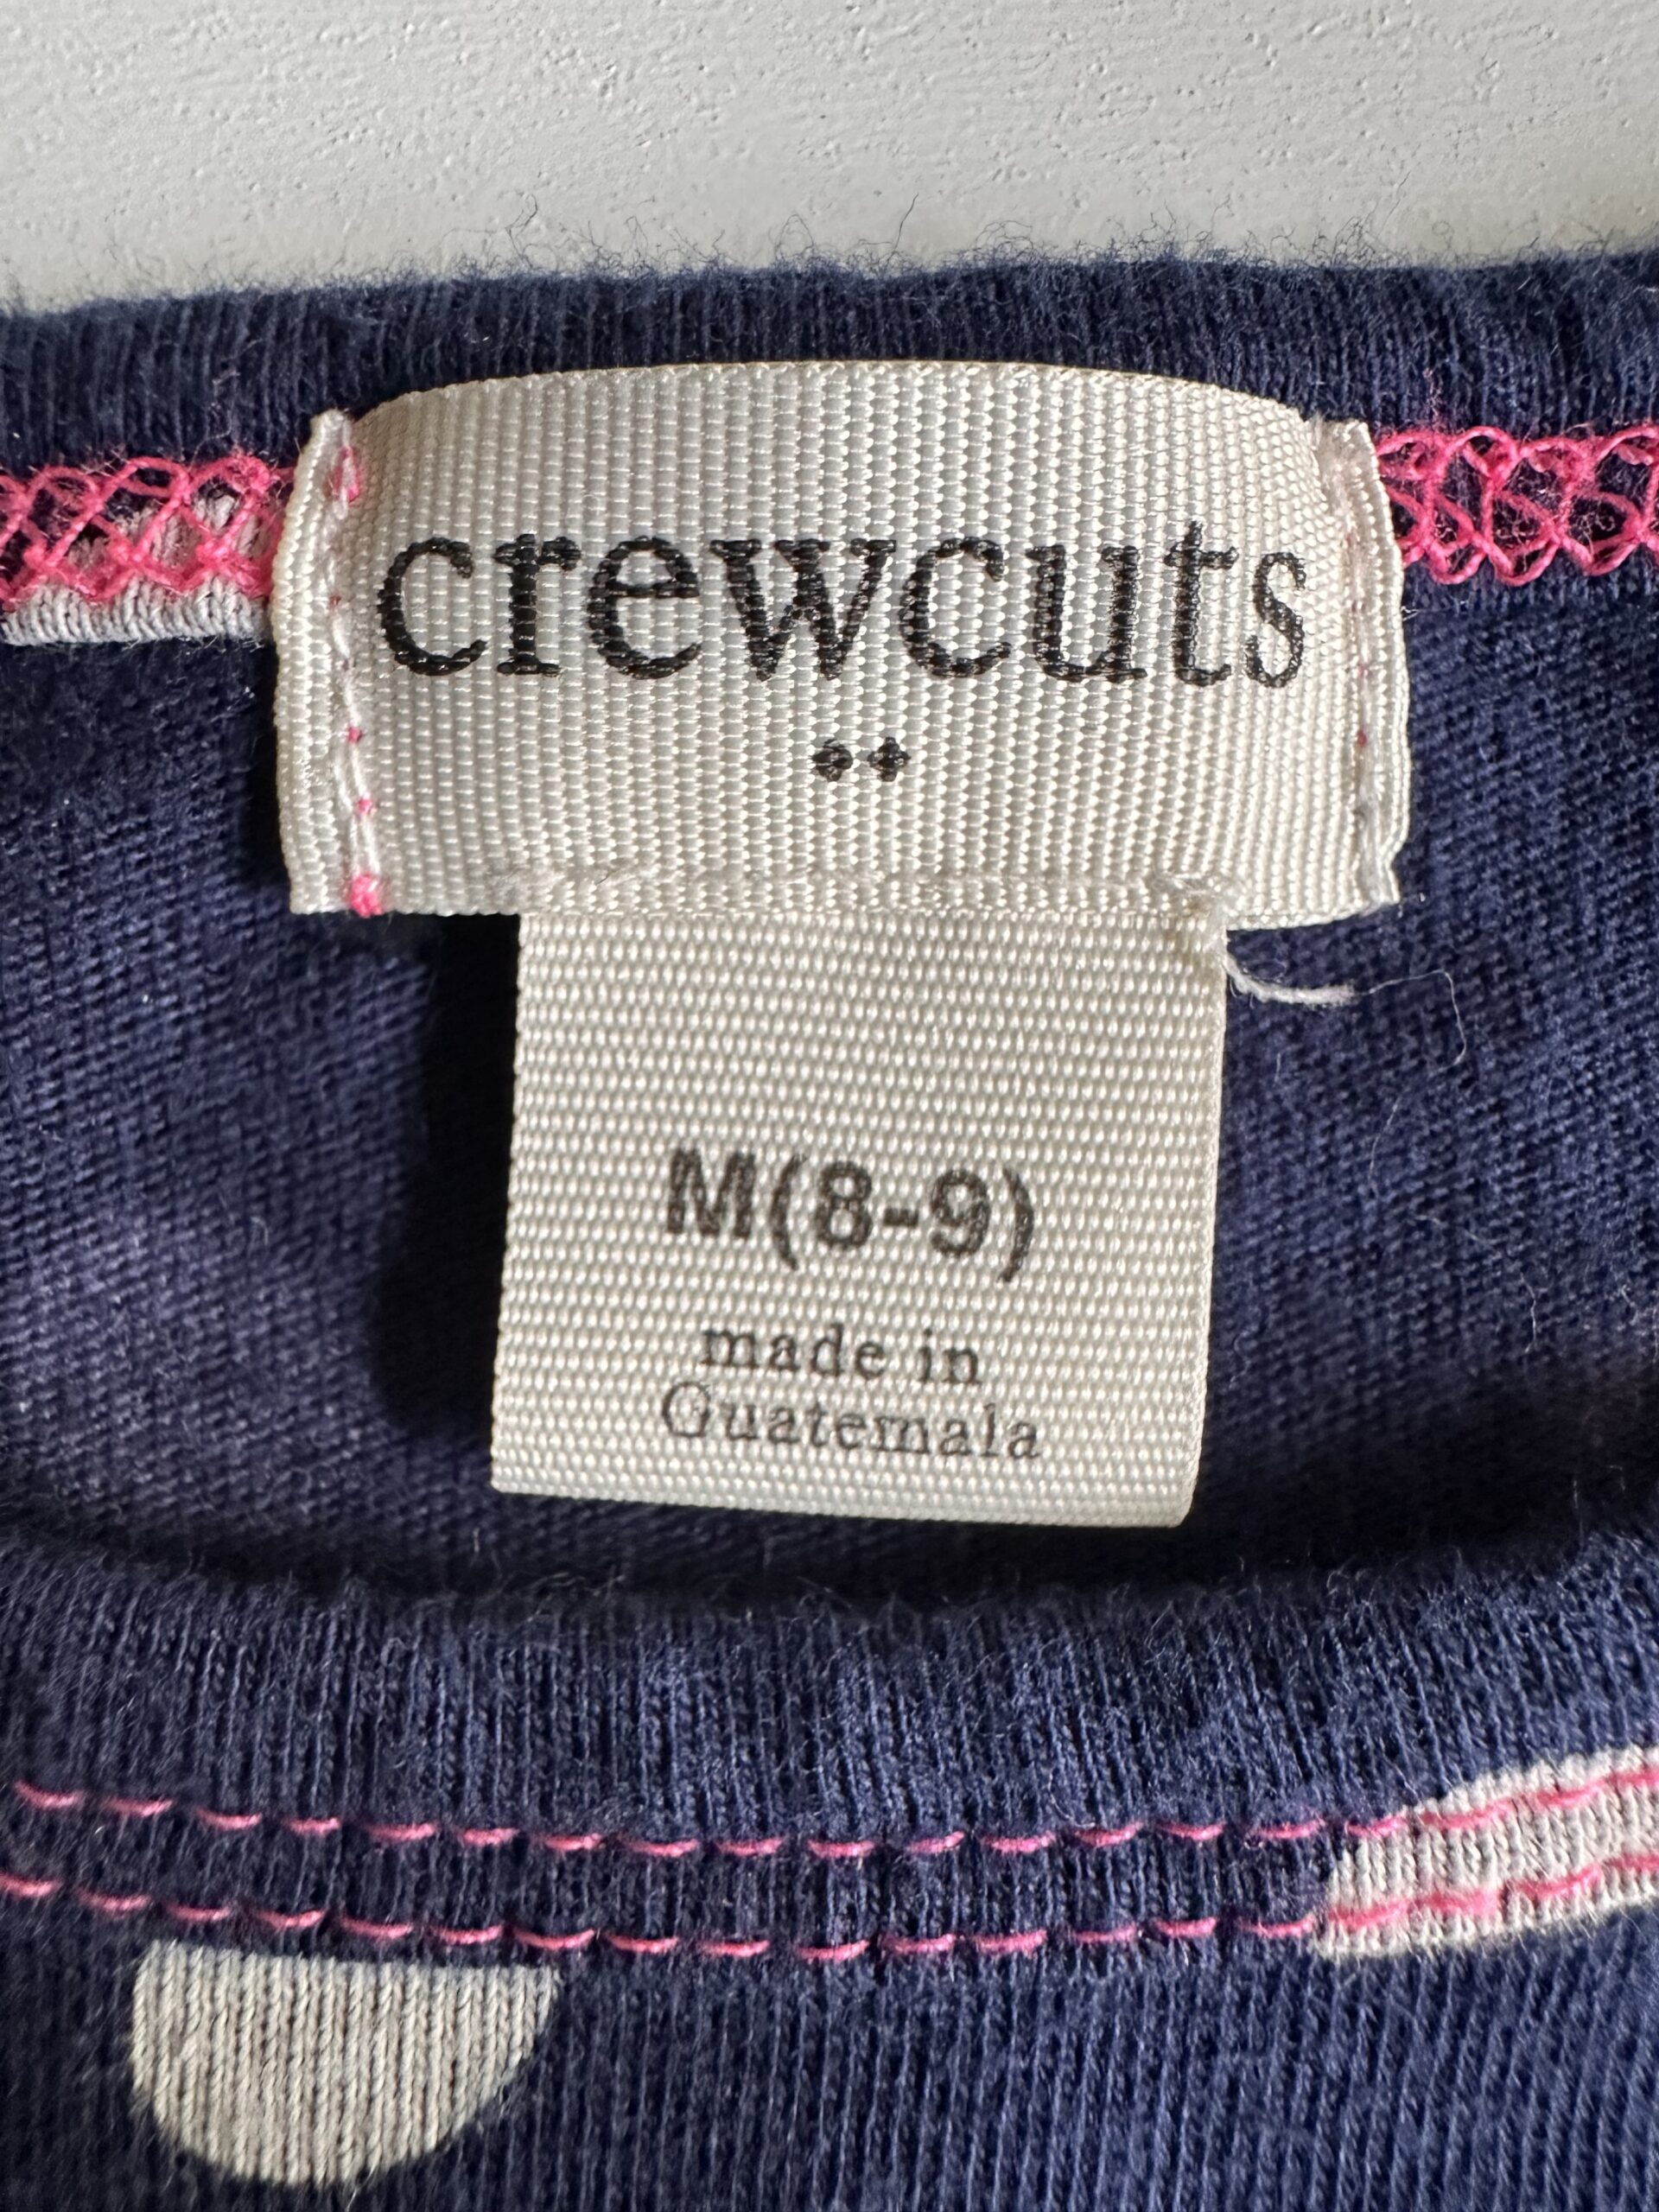 crewcuts
M(8-9)
made in
Guatemala